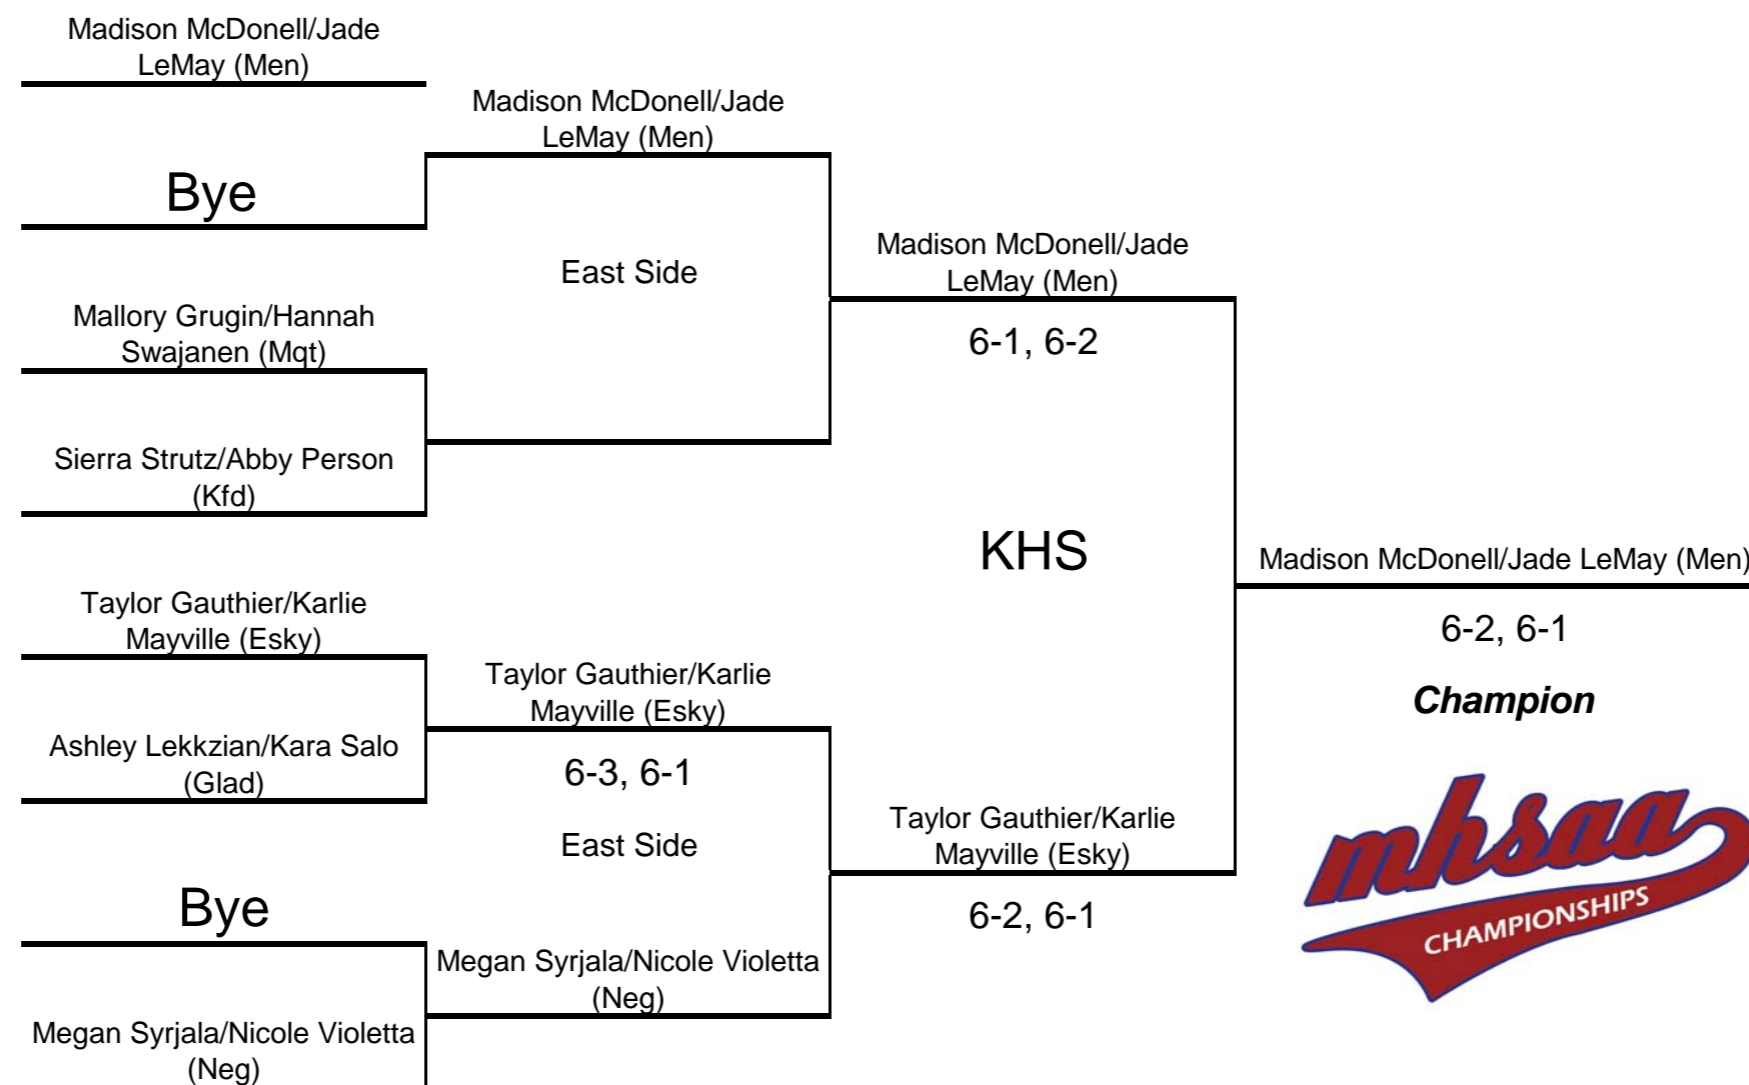 Madison McDonell/Jade
LeMay (Men)
Bye
Mallory Grugin/Hannah
Swajanen (Mqt)
Sierra Strutz/Abby Person
(Kfd)
Taylor Gauthier/Karlie
Mayville (Esky)
Ashley Lekkzian/Kara Salo
(Glad)
Bye
Megan Syrjala/Nicole Violetta
(Neg)
Madison McDonell/Jade
LeMay (Men)
East Side
Taylor Gauthier/Karlie
Mayville (Esky)
6-3, 6-1
East Side
Megan Syrjala/Nicole Violetta
(Neg)
Madison McDonell/Jade
LeMay (Men)
6-1, 6-2
KHS
Taylor Gauthier/Karlie
Mayville (Esky)
6-2, 6-1
Madison McDonell/Jade LeMay (Men)
6-2, 6-1
Champion
mhsaa
CHAMPIONSHIPS